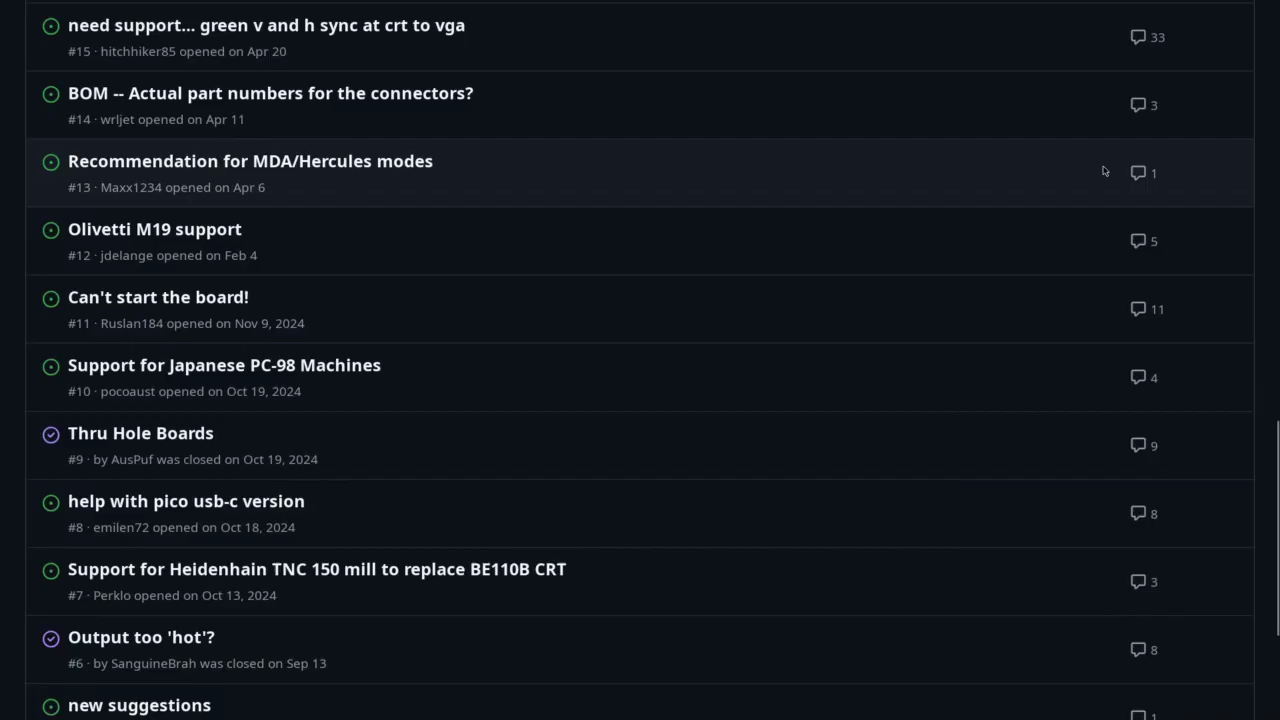 need support... green v and h sync at crt to vga
33
#15 · hitchhiker85 opened on Apr 20
BOM -- Actual part numbers for the connectors?
3
#14 · wrljet opened on Apr 11
Recommendation for MDA/Hercules modes
1
#13 · Maxx1234 opened on Apr 6
Olivetti M19 support
5
#12 · jdelange opened on Feb 4
Can't start the board!
11
#11 · Ruslan184 opened on Nov 9, 2024
Support for Japanese PC-98 Machines
4
#10 · pocoaust opened on Oct 19, 2024
Thru Hole Boards
9
#9 · by AusPuf was closed on Oct 19, 2024
help with pico usb-c version
8
#8 · emilen72 opened on Oct 18, 2024
Support for Heidenhain TNC 150 mill to replace BE110B CRT
3
#7 · Perklo opened on Oct 13, 2024
Output too 'hot'?
8
#6 · by SanguineBrah was closed on Sep 13
new suggestions
1